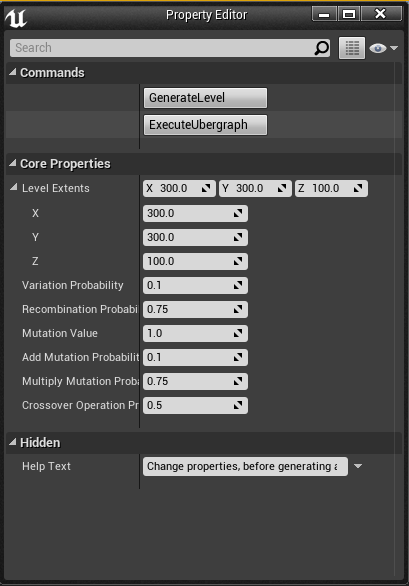 Property Editor
Search
Commands
GenerateLevel
ExecuteUbergraph
Core Properties
Level Extents X 300.0 Y 300.0 Z 100.0
X 300.0
Y 300.0
Z 100.0
Variation Probability 0.1
Recombination Probabi 0.75
Mutation Value 1.0
Add Mutation Probabilit 0.1
Multiply Mutation Proba 0.75
Crossover Operation Pr 0.5
Hidden
Help Text Change properties, before generating a